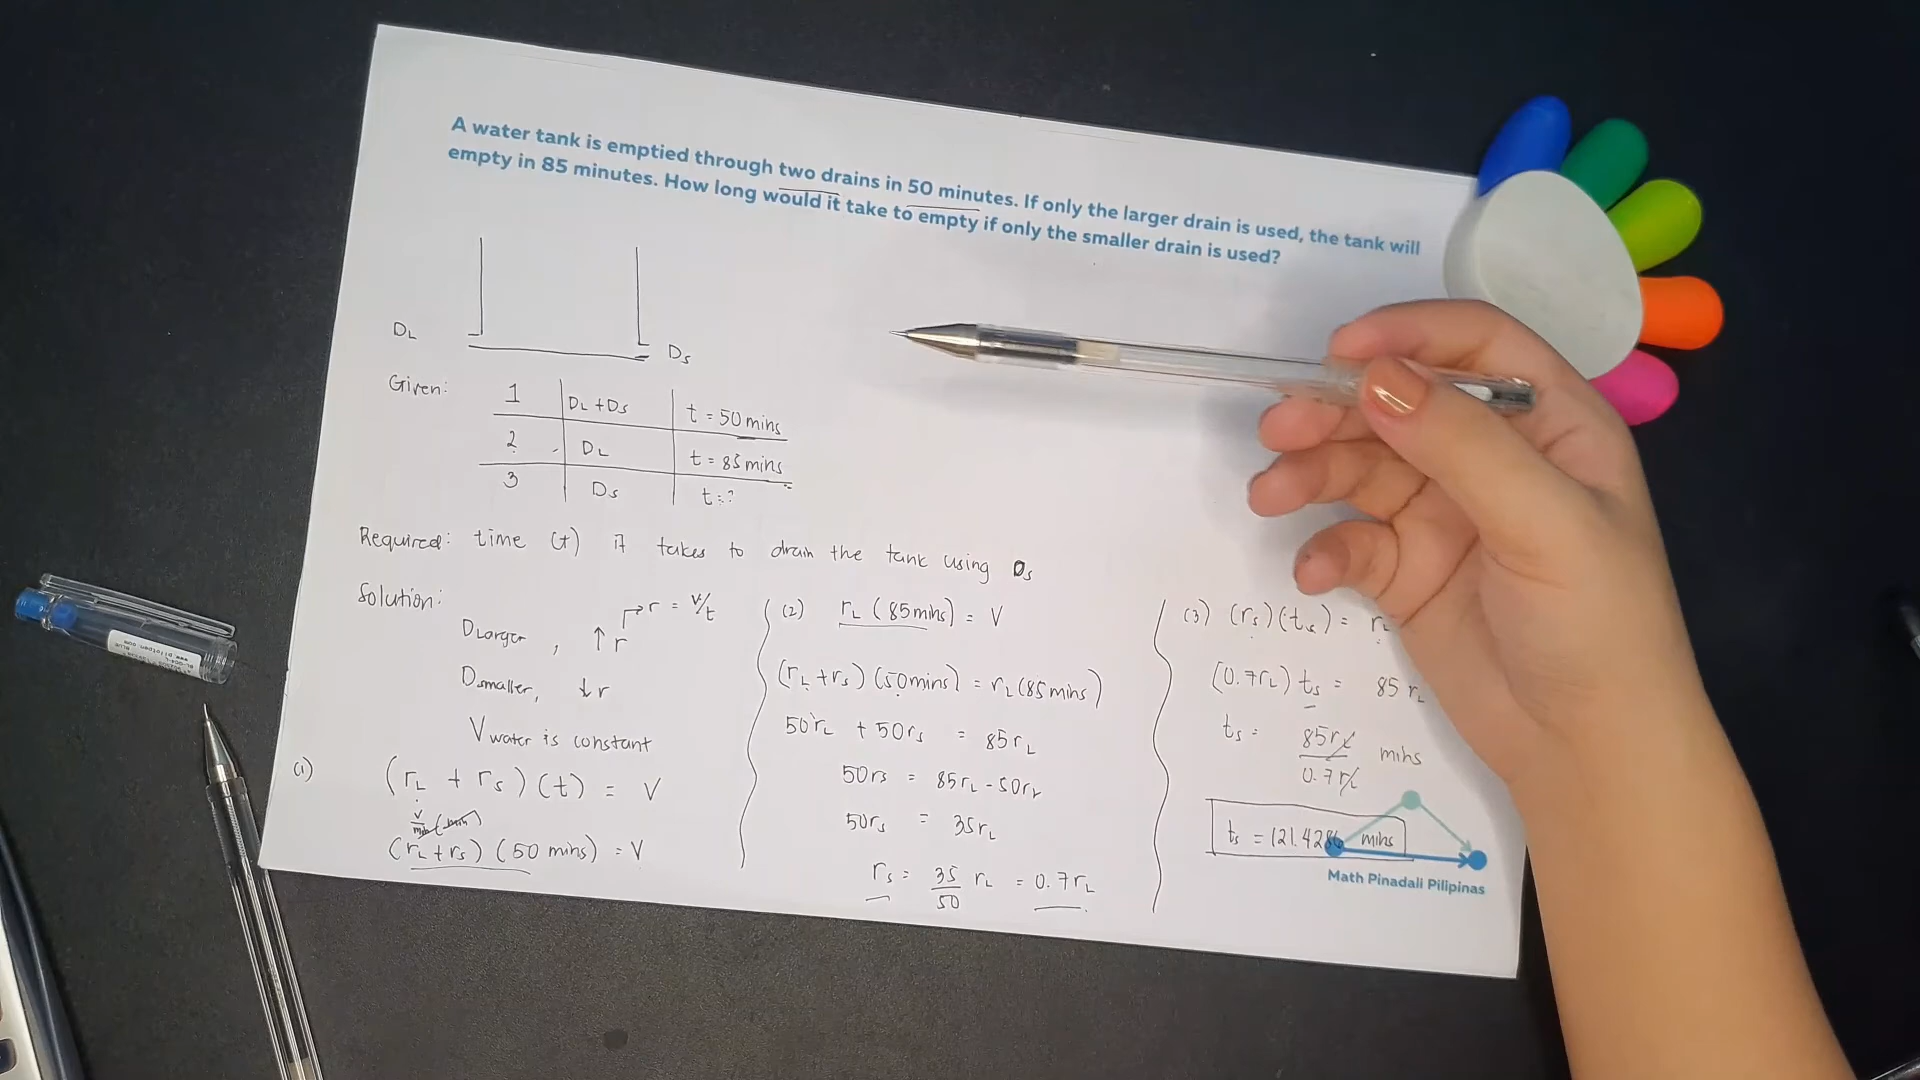 A water tank is emptied through two drains in 50 minutes. If only the larger drain is used, the tank will
empty in 85 minutes. How long would it take to empty if only the smaller drain is used?
DL
Ds
Given:
1 DL + Ds t = 50 mins
2 DL t = 85 mins
3 Ds t = ?
Required: time (t) it takes to drain the tank using Ds
Solution:
r = V/t
DLarger, ↑ r
Dsmaller, ↓ r
Vwater is constant
(1) (rL + rs) (t) = V
V/min (min)
(rL + rs) (50 mins) = V
(2) rL (85 mins) = V
(rL + rs) (50 mins) = rL (85 mins)
50rL + 50rs = 85rL
50rs = 85rL - 50rL
50rs = 35rL
rs = 35/50 rL = 0.7rL
(3) (rs)(ts) = rL
(0.7rL) ts = 85 rL
ts = 85rL/0.7rL mins
ts = 121.4286 mins
Math Pinadali Pilipinas